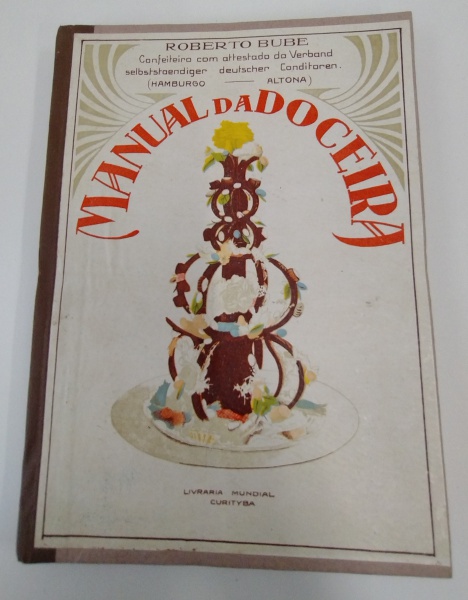 ROBERTO BUBE
Confeiteiro com attestado do Verband
selbststaendiger deutscher Conditoren.
(HAMBURGO — ALTONA)
MANUAL DA DOCEIRA
LIVRARIA MUNDIAL
CURITYBA